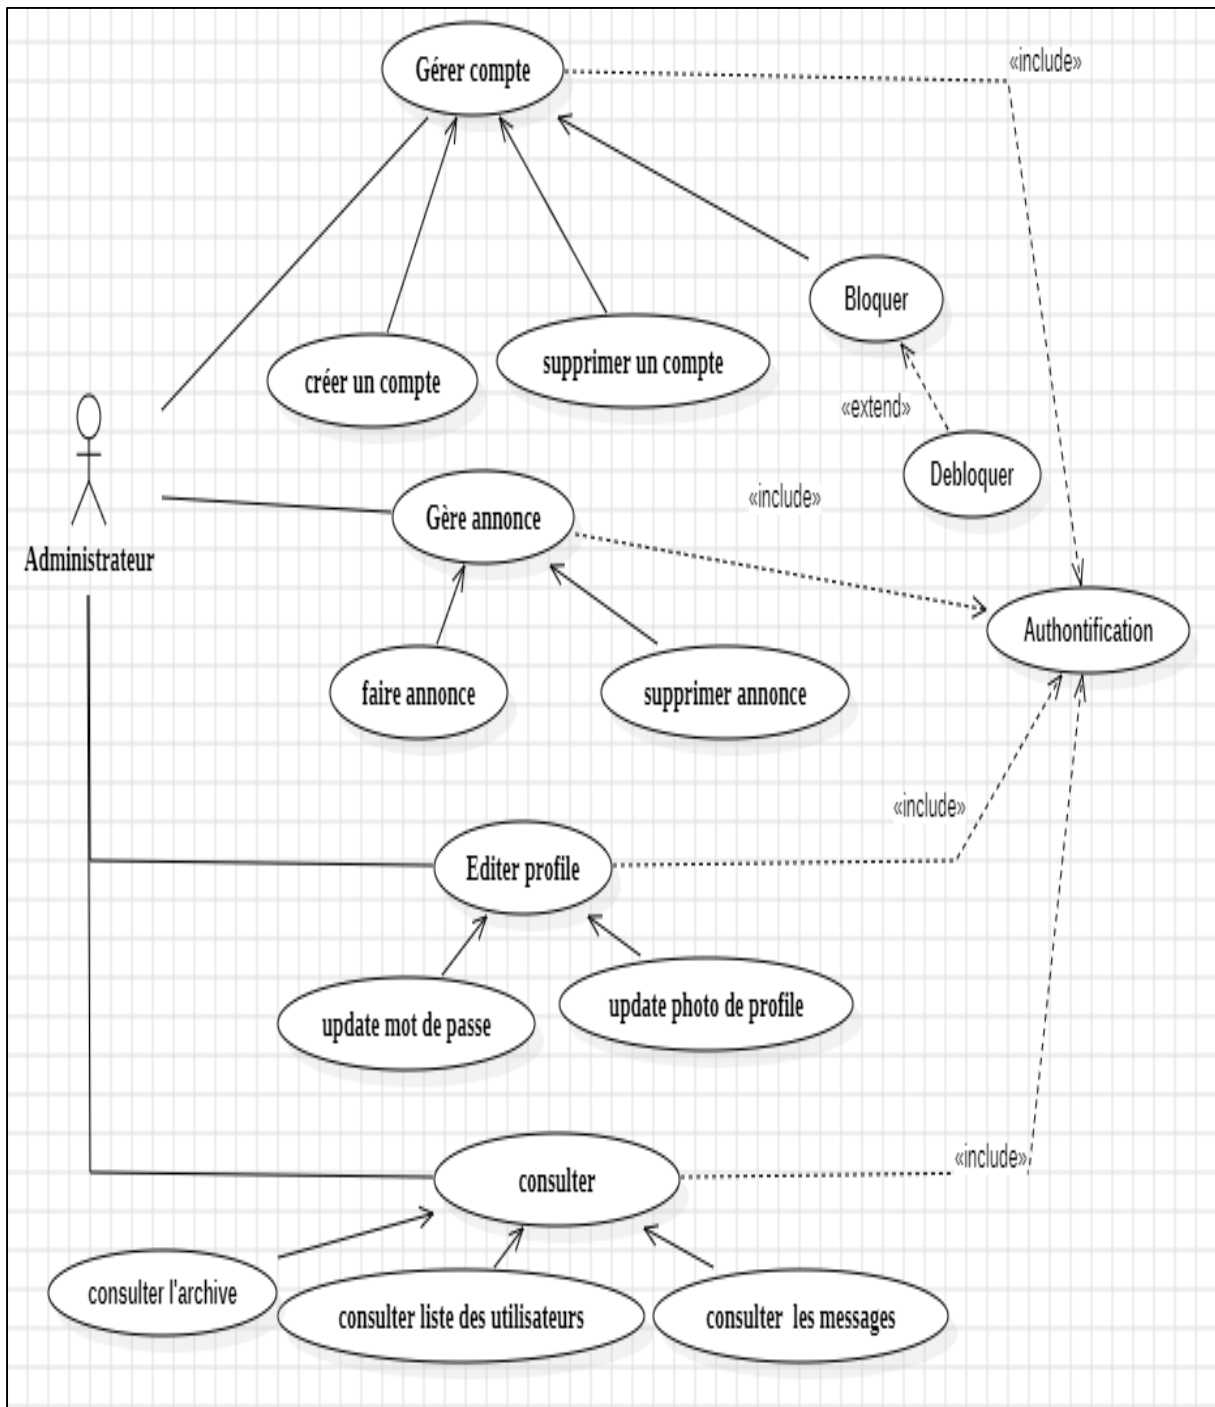 Gérer compte
«include»
Bloquer
supprimer un compte
créer un compte
«extend»
Debloquer
«include»
Gère annonce
Administrateur
Authontification
faire annonce
supprimer annonce
«include»
Editer profile
update photo de profile
update mot de passe
«include»
consulter
consulter l'archive
consulter liste des utilisateurs
consulter les messages